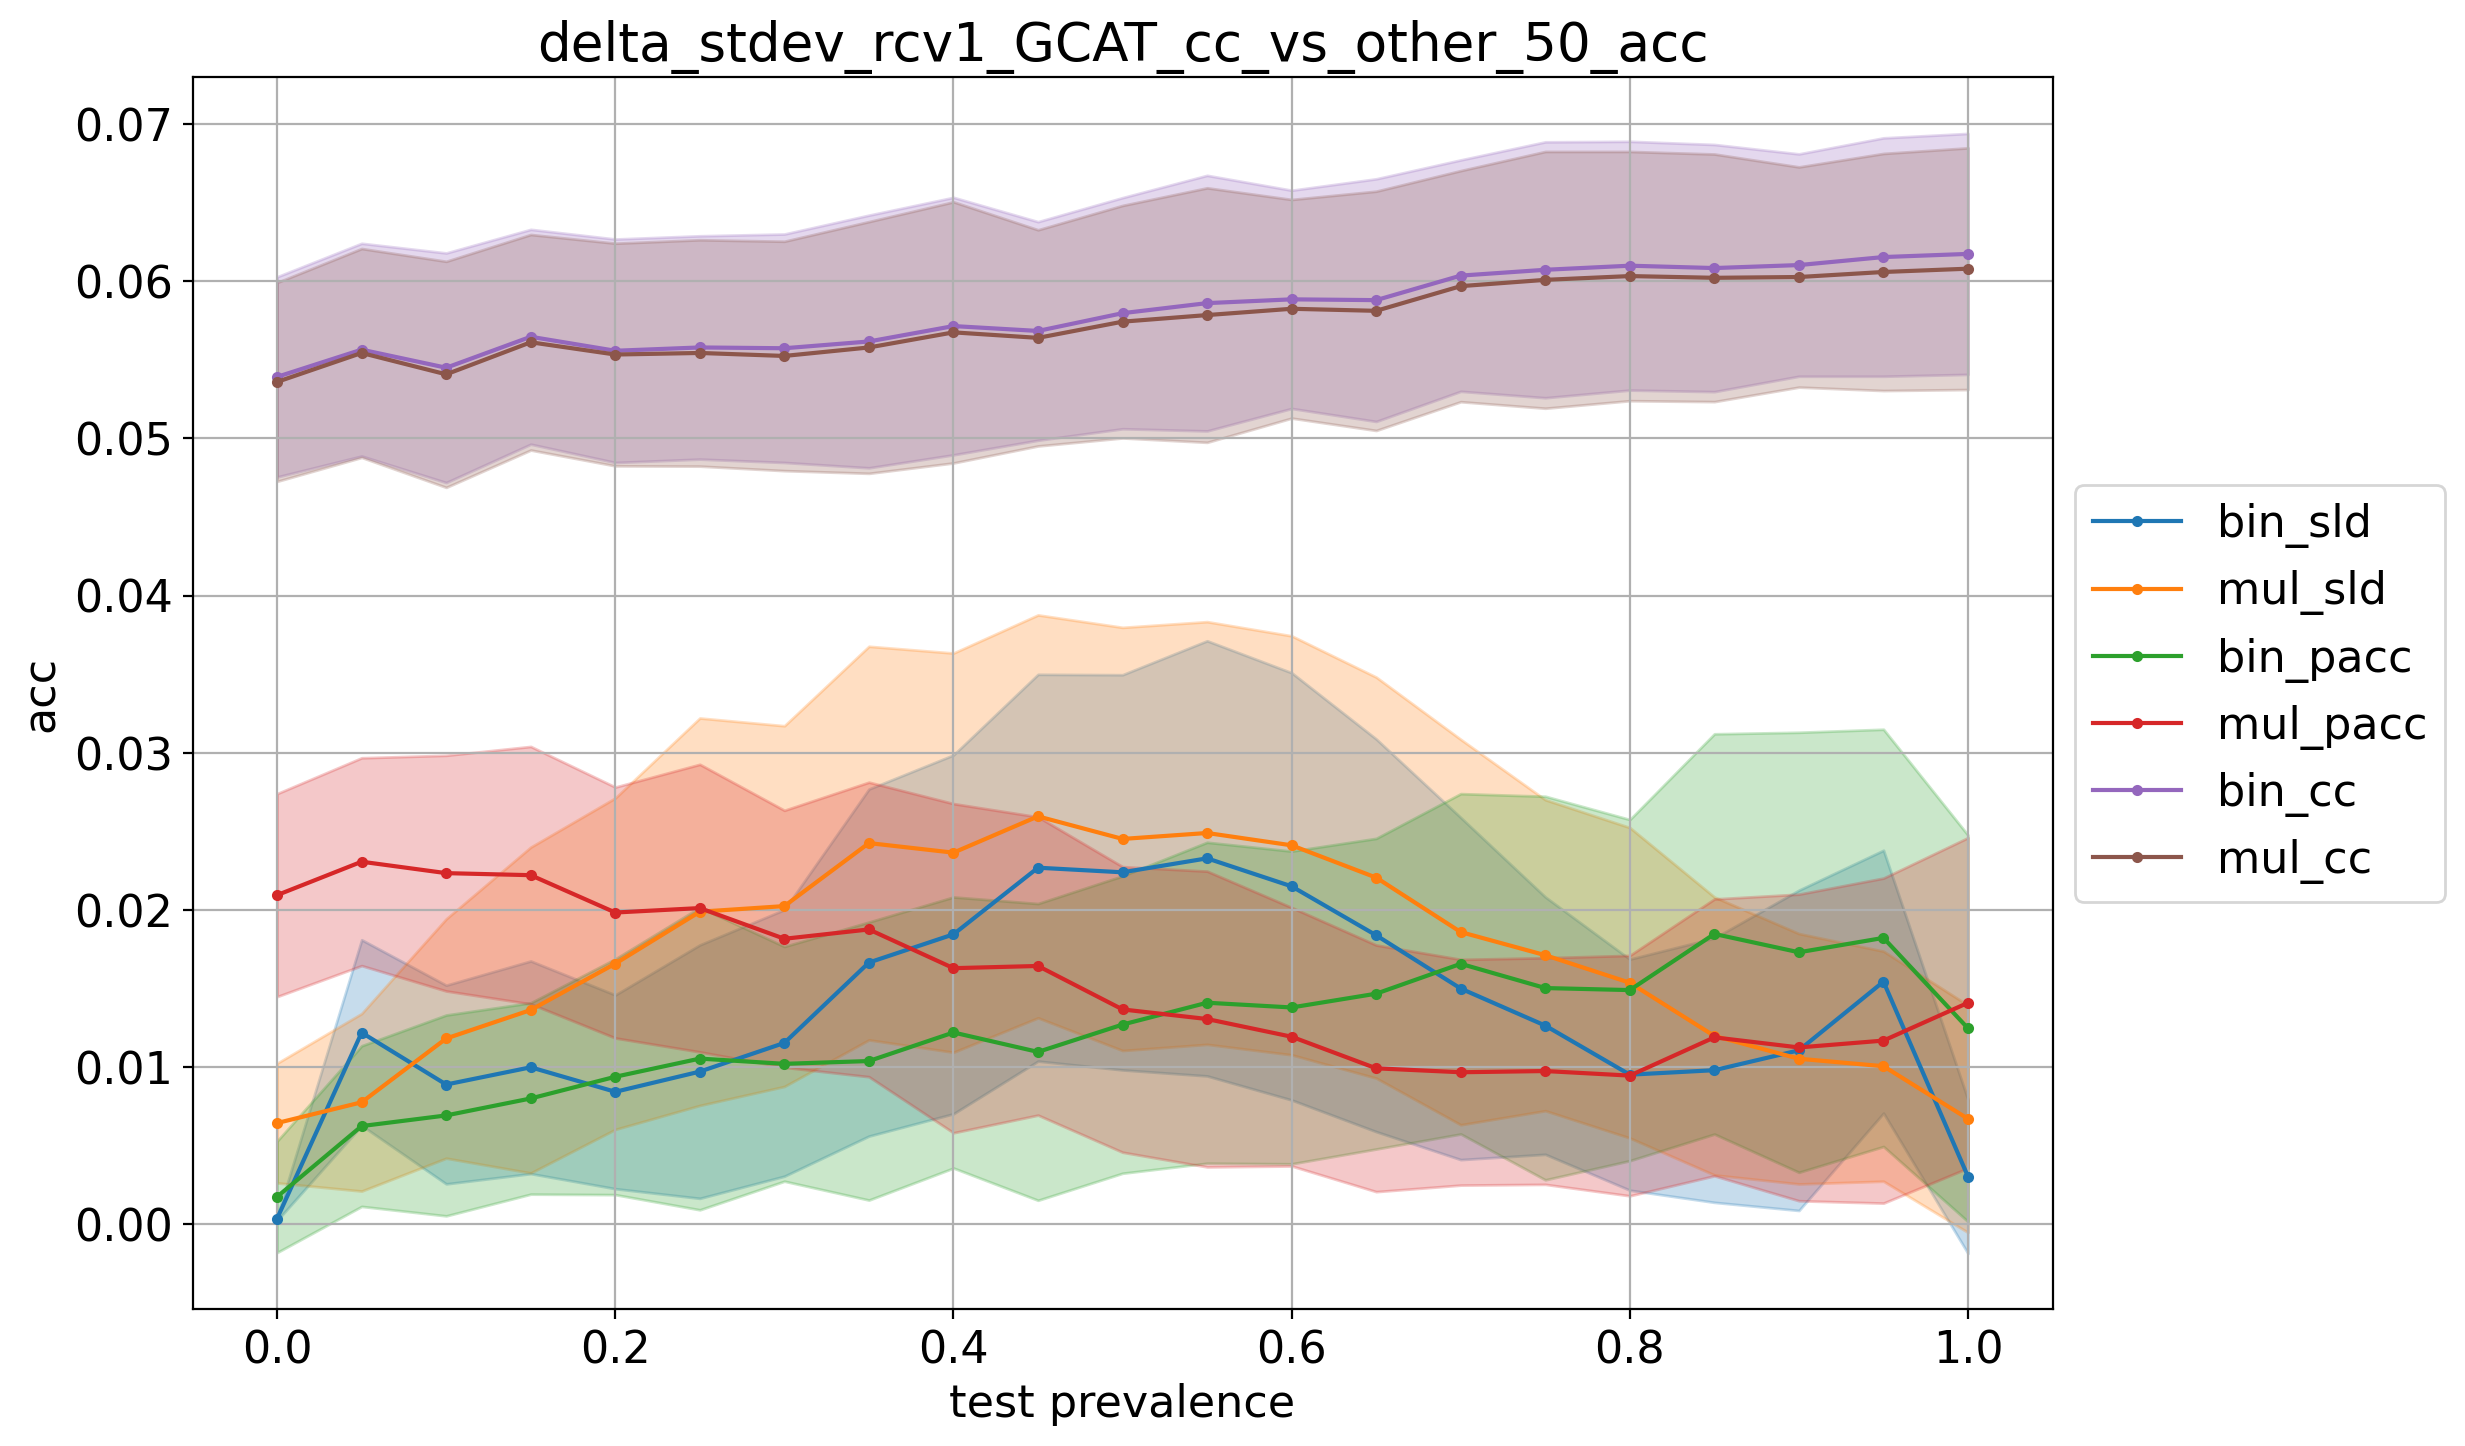 delta_stdev_rcv1_GCAT_cc_vs_other_50_acc
0.07
0.06
0.05
0.04
0.03
0.02
0.01
0.00
acc
0.0 0.2 0.4 0.6 0.8 1.0
test prevalence
bin_sld
mul_sld
bin_pacc
mul_pacc
bin_cc
mul_cc